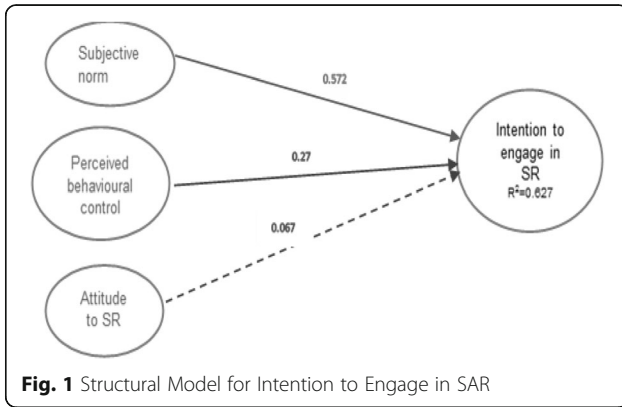 Subjective
norm
0.572
Intention to
engage in
SR
R²=0.627
Perceived
behavioural
control
0.27
0.067
Attitude
to SR
Fig. 1 Structural Model for Intention to Engage in SAR